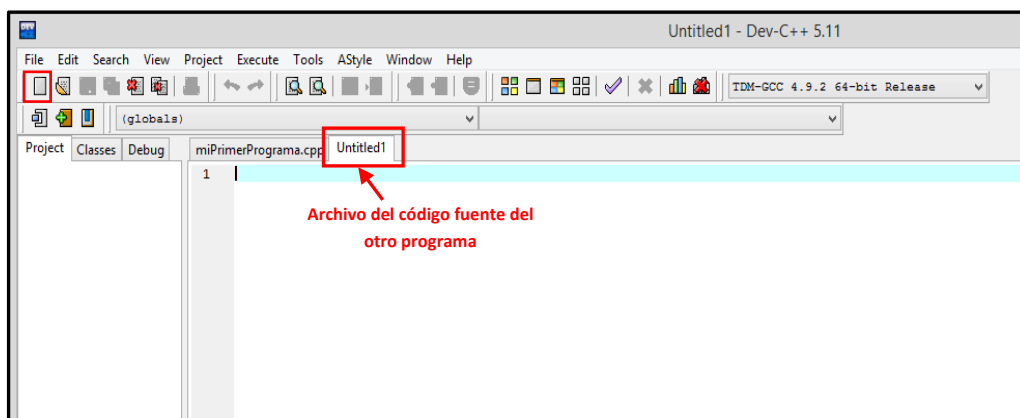 Untitled1 - Dev-C++ 5.11
File Edit Search View Project Execute Tools AStyle Window Help
TDM-GCC 4.9.2 64-bit Release
(globals)
Project Classes Debug miPrimerPrograma.cpp Untitled1
1
Archivo del código fuente del
otro programa